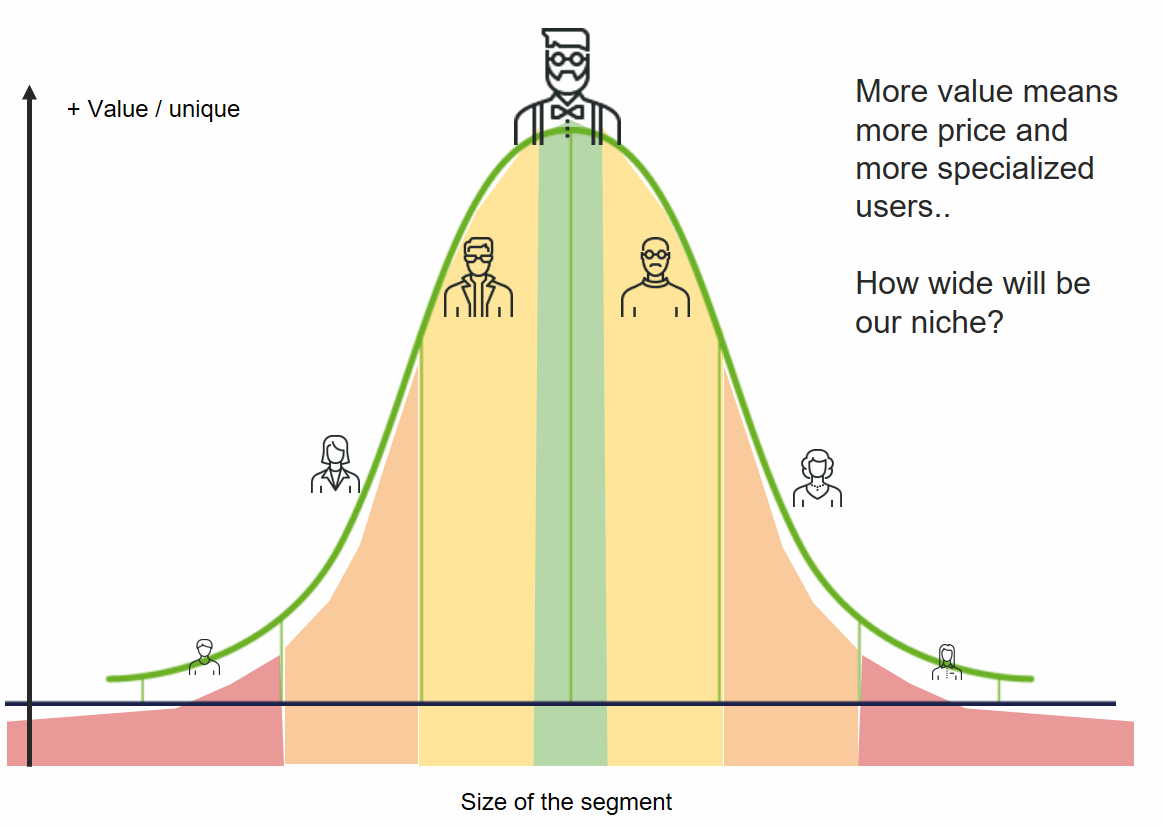 + Value / unique
More value means
more price and
more specialized
users..
How wide will be
our niche?
Size of the segment